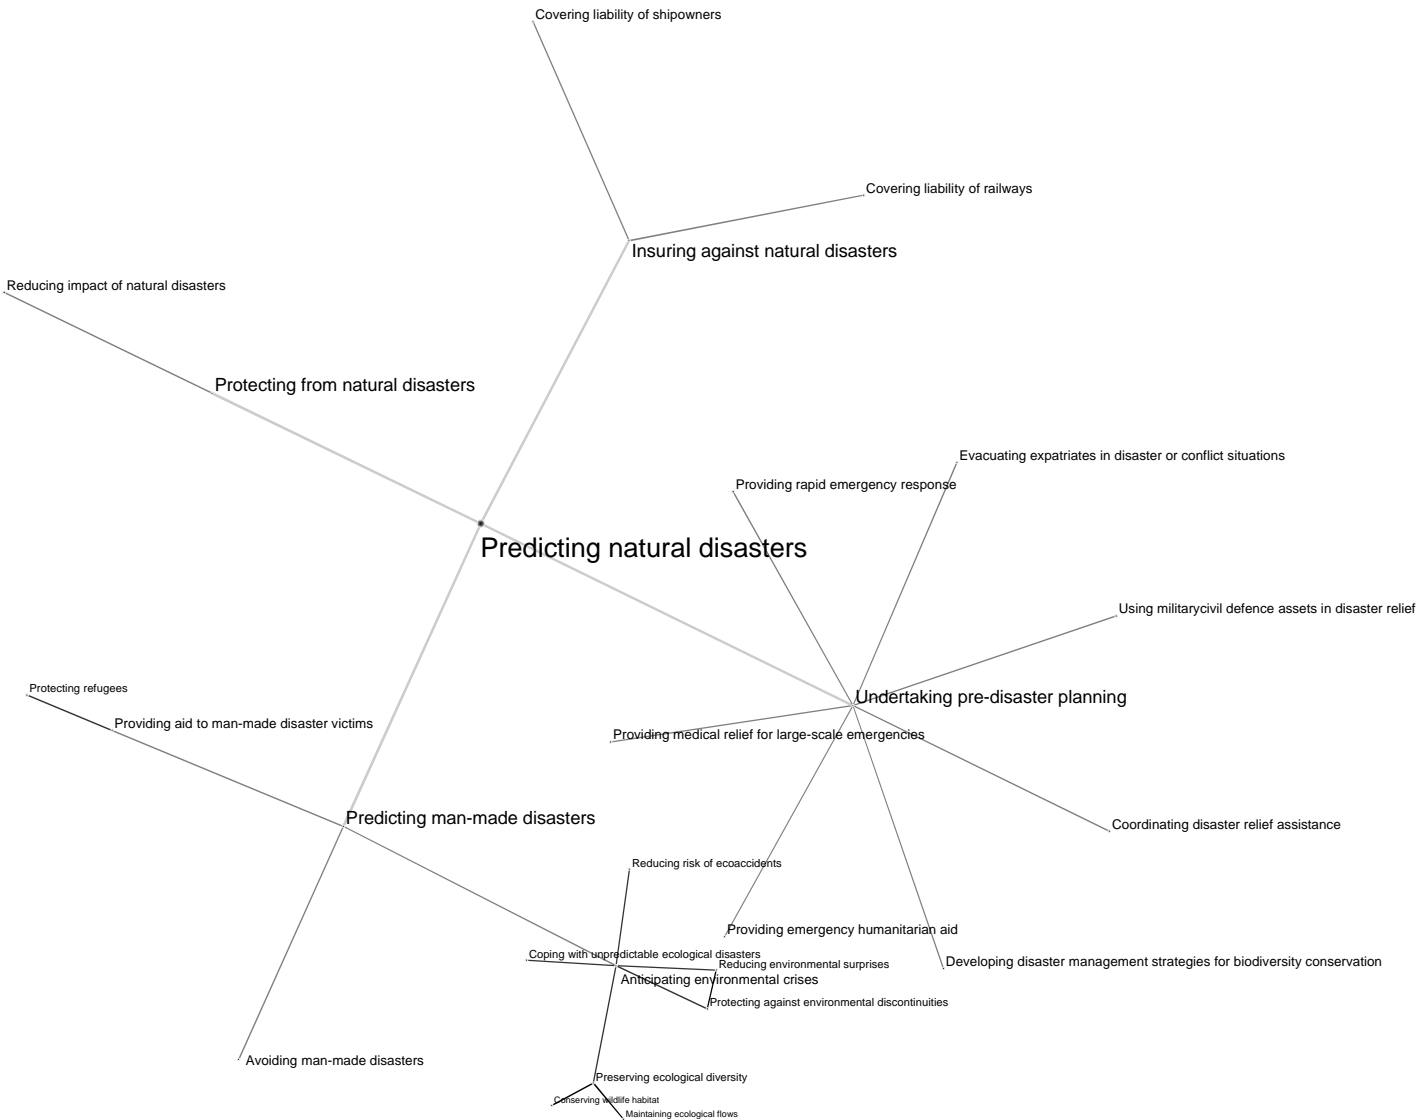 Covering liability of shipowners
Covering liability of railways
Insuring against natural disasters
Reducing impact of natural disasters
Protecting from natural disasters
Evacuating expatriates in disaster or conflict situations
Providing rapid emergency response
Predicting natural disasters
Using militarycivil defence assets in disaster relief
Protecting refugees
Undertaking pre-disaster planning
Providing aid to man-made disaster victims
Providing medical relief for large-scale emergencies
Predicting man-made disasters
Coordinating disaster relief assistance
Reducing risk of ecoaccidents
Providing emergency humanitarian aid
Coping with unpredictable ecological disasters
Reducing environmental surprises
Developing disaster management strategies for biodiversity conservation
Anticipating environmental crises
Protecting against environmental discontinuities
Avoiding man-made disasters
Preserving ecological diversity
Conserving wildlife habitat
Maintaining ecological flows